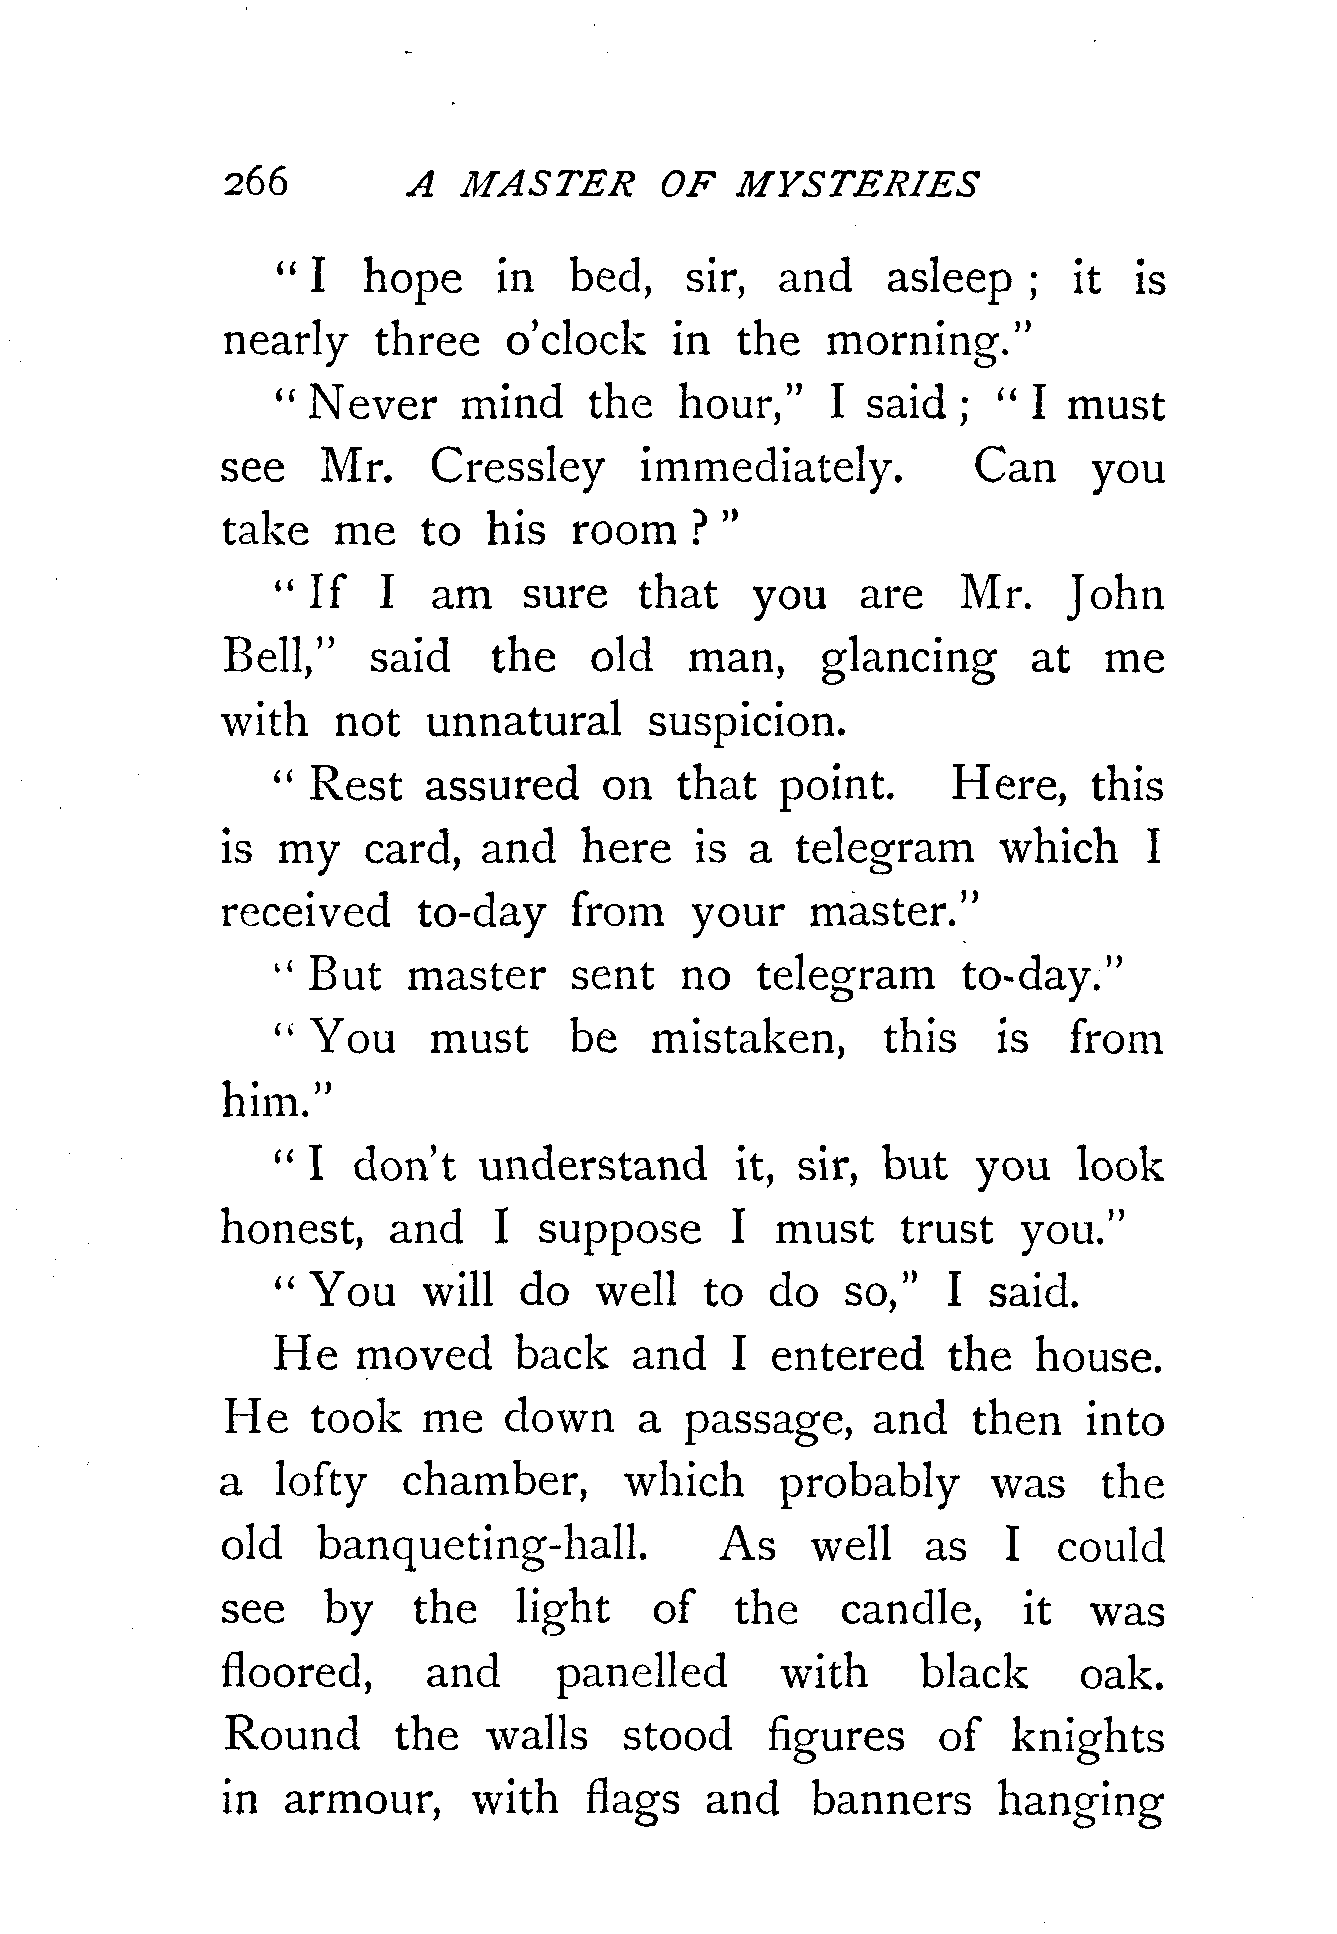 266 A MASTER OF MYSTERIES
“ I hope in bed, sir, and asleep ; it is
nearly three o'clock in the morning.”
“ Never mind the hour,” I said ; “ I must
see Mr. Cressley immediately. Can you
take me to his room ? ”
“ If I am sure that you are Mr. John
Bell,” said the old man, glancing at me
with not unnatural suspicion.
“ Rest assured on that point. Here, this
is my card, and here is a telegram which I
received to-day from your master.”
“ But master sent no telegram to-day.”
“ You must be mistaken, this is from
him.”
“ I don't understand it, sir, but you look
honest, and I suppose I must trust you.”
“ You will do well to do so,” I said.
He moved back and I entered the house.
He took me down a passage, and then into
a lofty chamber, which probably was the
old banqueting-hall. As well as I could
see by the light of the candle, it was
floored, and panelled with black oak.
Round the walls stood figures of knights
in armour, with flags and banners hanging